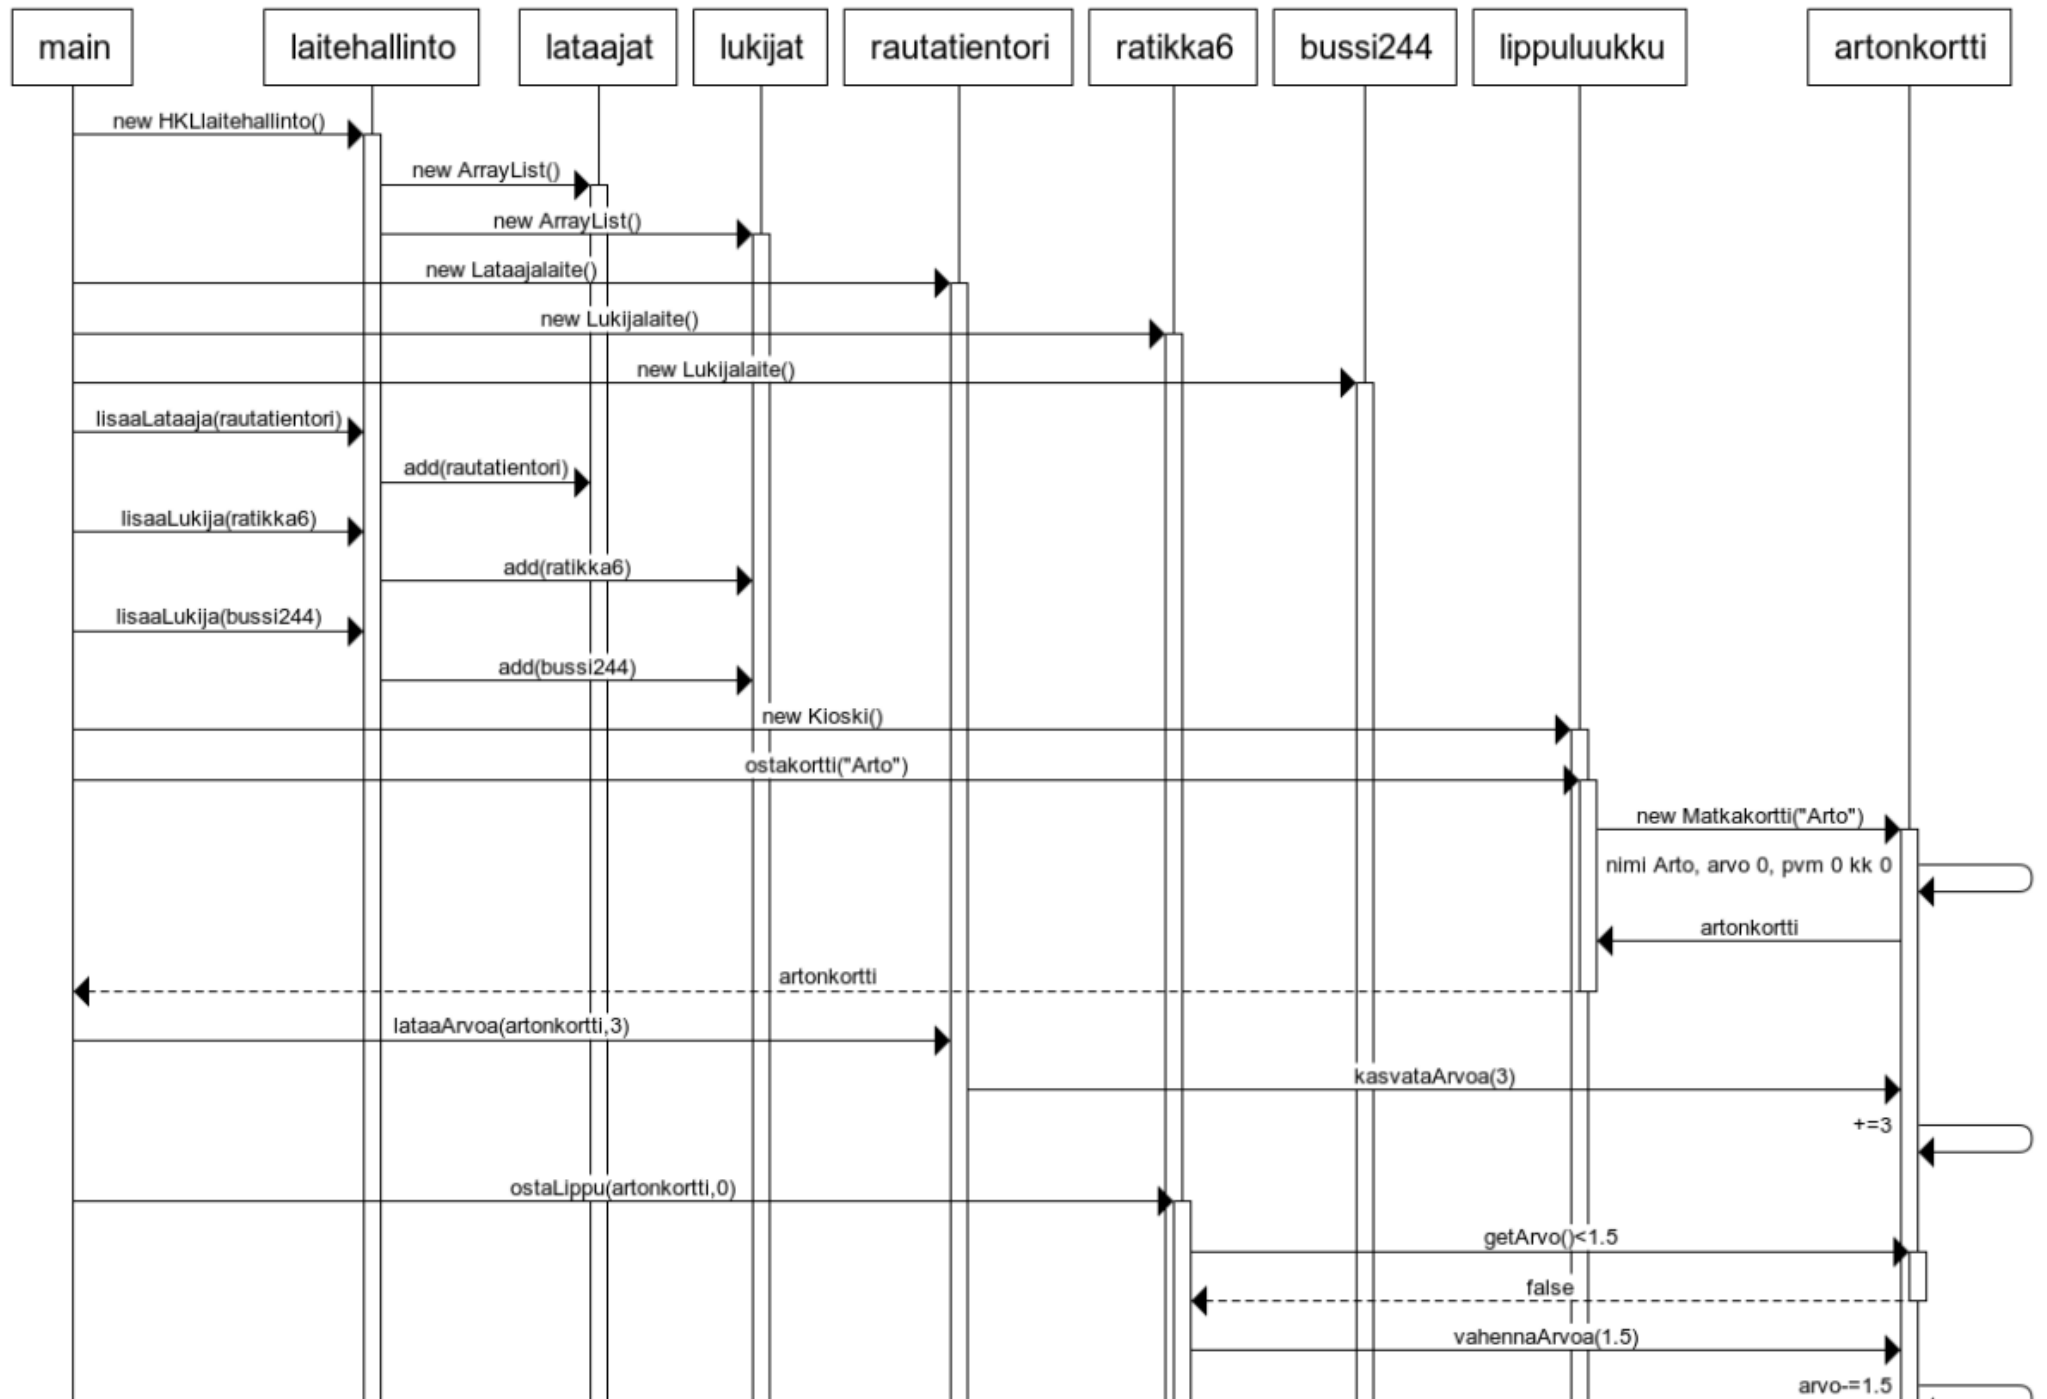 main laitehallinto lataajat lukijat rautatientori ratikka6 bussi244 lippuluukku artonkortti
new HKLlaitehallinto()
new ArrayList()
new ArrayList()
new Lataajalaite()
new Lukijalaite()
new Lukijalaite()
lisaaLataaja(rautatientori)
add(rautatientori)
lisaaLukija(ratikka6)
add(ratikka6)
lisaaLukija(bussi244)
add(bussi244)
new Kioski()
ostakortti("Arto")
new Matkakortti("Arto")
nimi Arto, arvo 0, pvm 0 kk 0
artonkortti
artonkortti
lataaArvoa(artonkortti,3)
kasvataArvoa(3)
+=3
ostaLippu(artonkortti,0)
getArvo()<1.5
false
vahennaArvoa(1.5)
arvo-=1.5